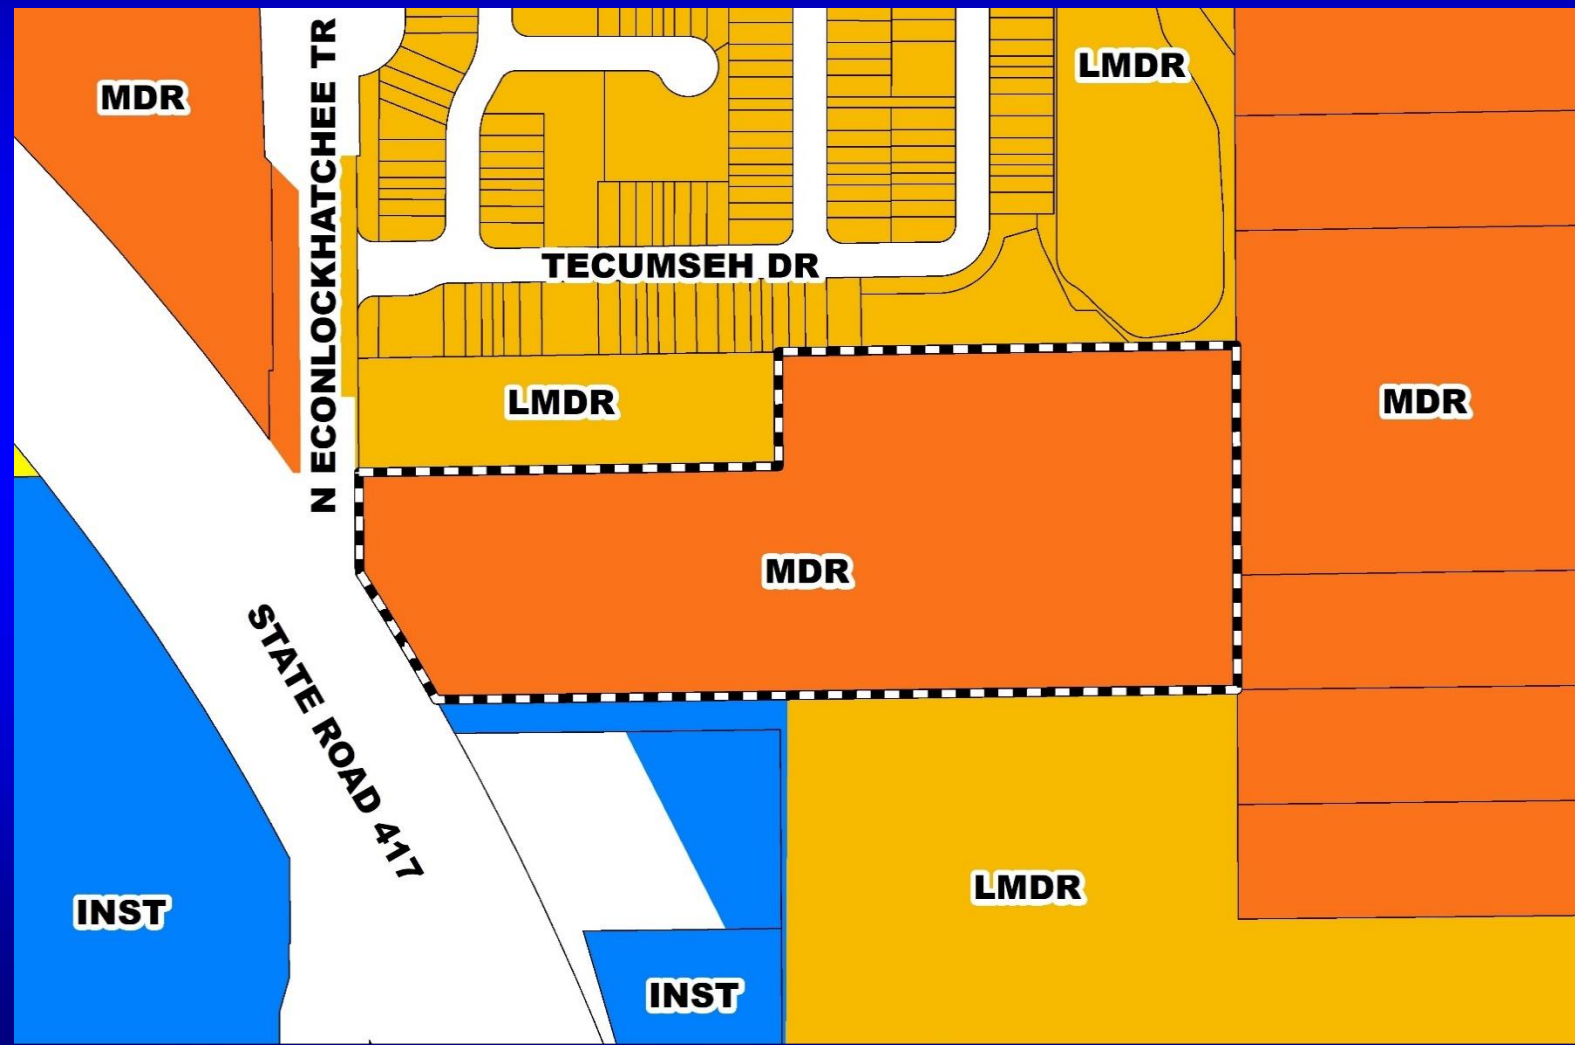 MDR
N ECONLOCKHATCHEE TR
LMDR
TECUMSEH DR
LMDR
MDR
MDR
STATE ROAD 417
INST
LMDR
INST